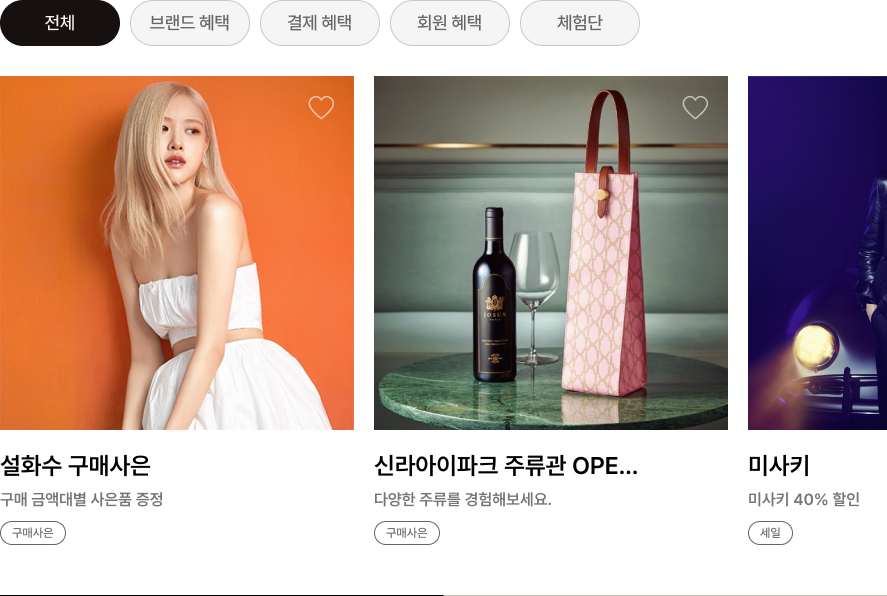 전체
브랜드 혜택
결제 혜택
회원 혜택
체험단
JOSUN
설화수 구매사은
구매 금액대별 사은품 증정
구매사은
신라아이파크 주류관 OPE...
다양한 주류를 경험해보세요.
구매사은
미사키
미사키 40% 할인
세일